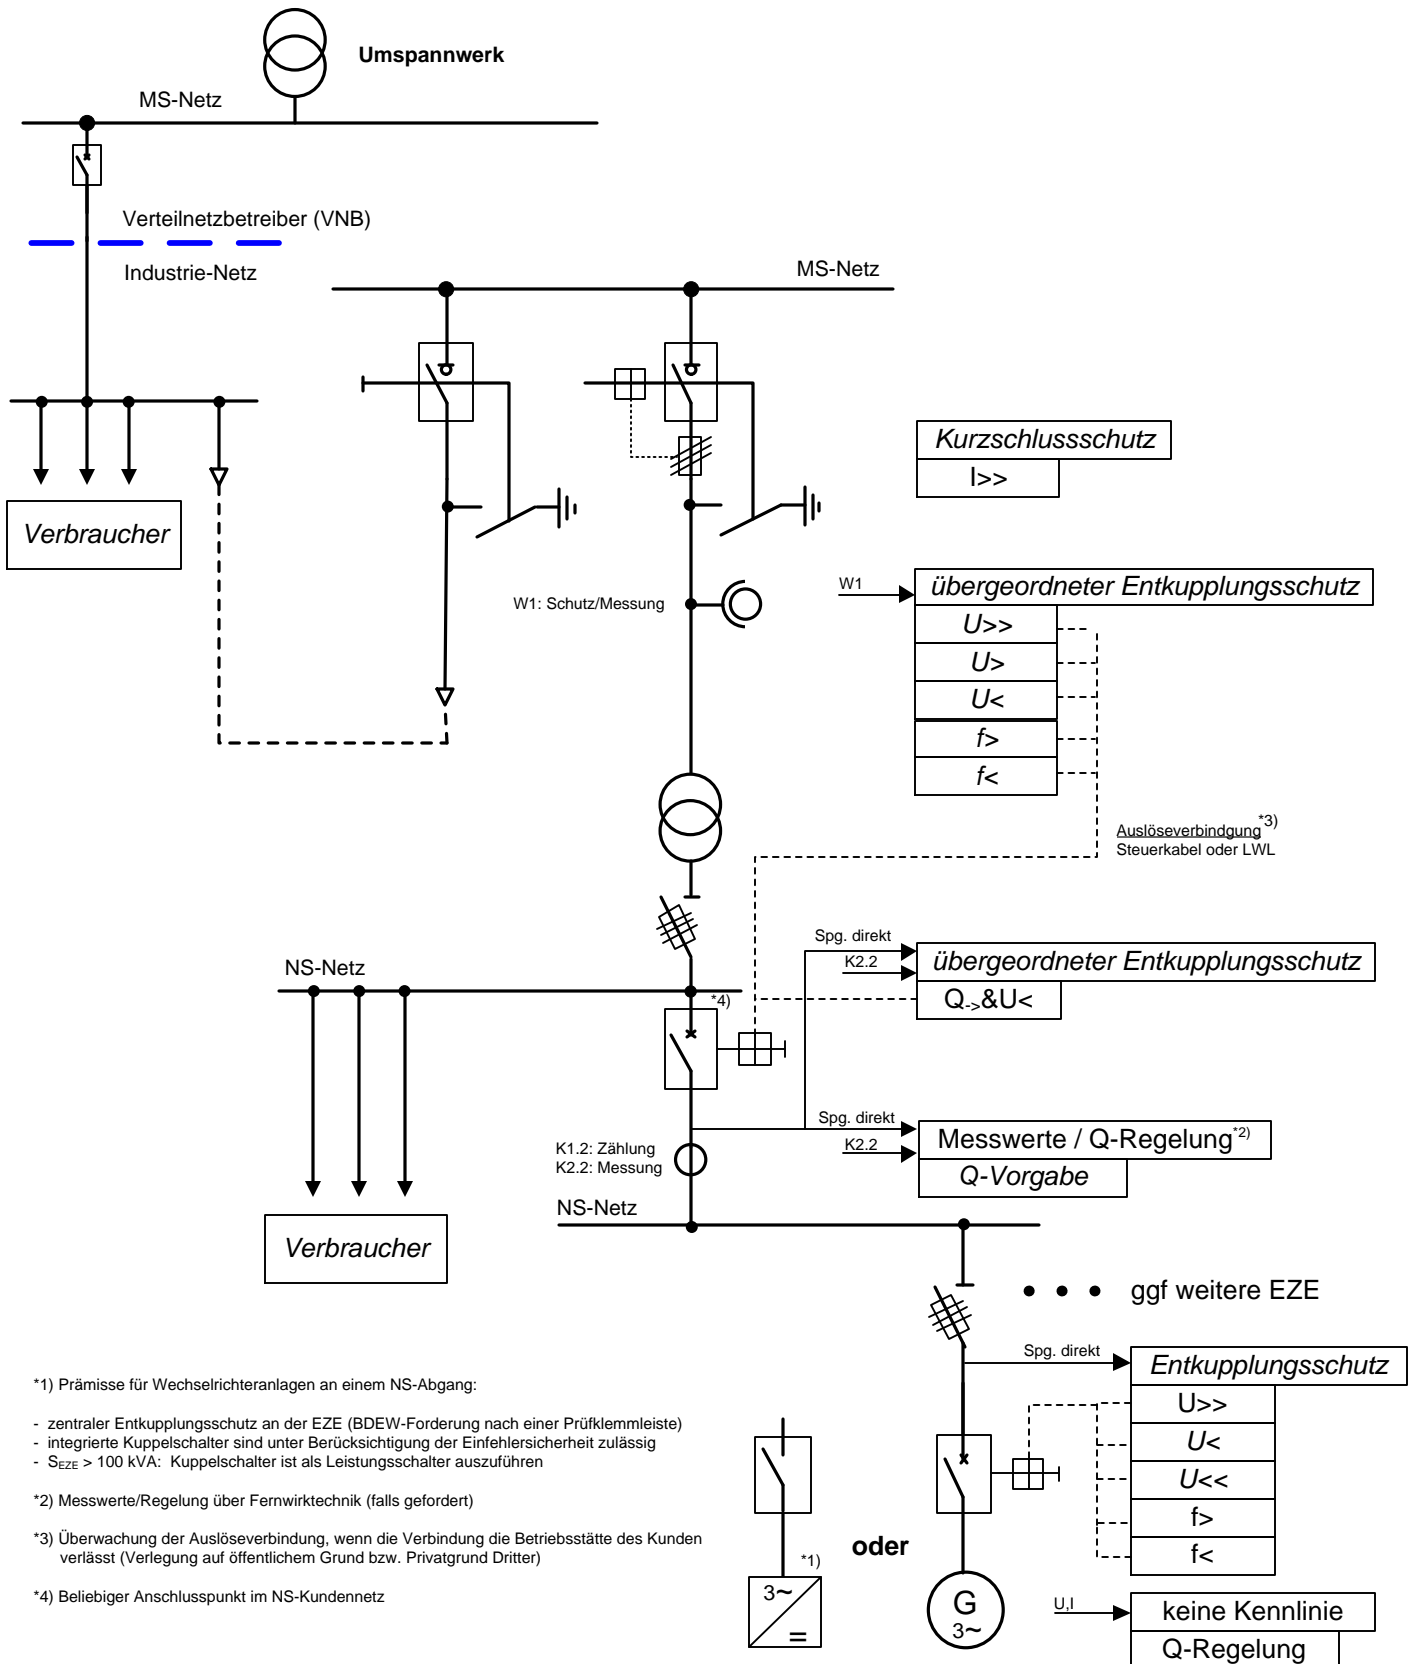 Umspannwerk
MS-Netz
Verteilnetzbetreiber (VNB)
Industrie-Netz
MS-Netz
Kurzschlussschutz
I>>
Verbraucher
W1: Schutz/Messung
W1
übergeordneter Entkupplungsschutz
U>>
U>
U<
f>
f<
Auslöseverbindgung*3)
Steuerkabel oder LWL
Spg. direkt
K2.2
übergeordneter Entkupplungsschutz
Q->&U<
NS-Netz
*4)
Spg. direkt
K2.2
Messwerte / Q-Regelung*2)
Q-Vorgabe
K1.2: Zählung
K2.2: Messung
NS-Netz
Verbraucher
ggf weitere EZE
Spg. direkt
Entkupplungsschutz
U>>
U<
U<<
f>
f<
*1) Prämisse für Wechselrichteranlagen an einem NS-Abgang:
- zentraler Entkupplungsschutz an der EZE (BDEW-Forderung nach einer Prüfklemmleiste)
- integrierte Kuppelschalter sind unter Berücksichtigung der Einfehlersicherheit zulässig
- SEZE > 100 kVA: Kuppelschalter ist als Leistungsschalter auszuführen
*2) Messwerte/Regelung über Fernwirktechnik (falls gefordert)
*3) Überwachung der Auslöseverbindung, wenn die Verbindung die Betriebsstätte des Kunden
verlässt (Verlegung auf öffentlichem Grund bzw. Privatgrund Dritter)
*4) Beliebiger Anschlusspunkt im NS-Kundennetz
oder
*1)
3~
=
G
3~
U,I
keine Kennlinie
Q-Regelung